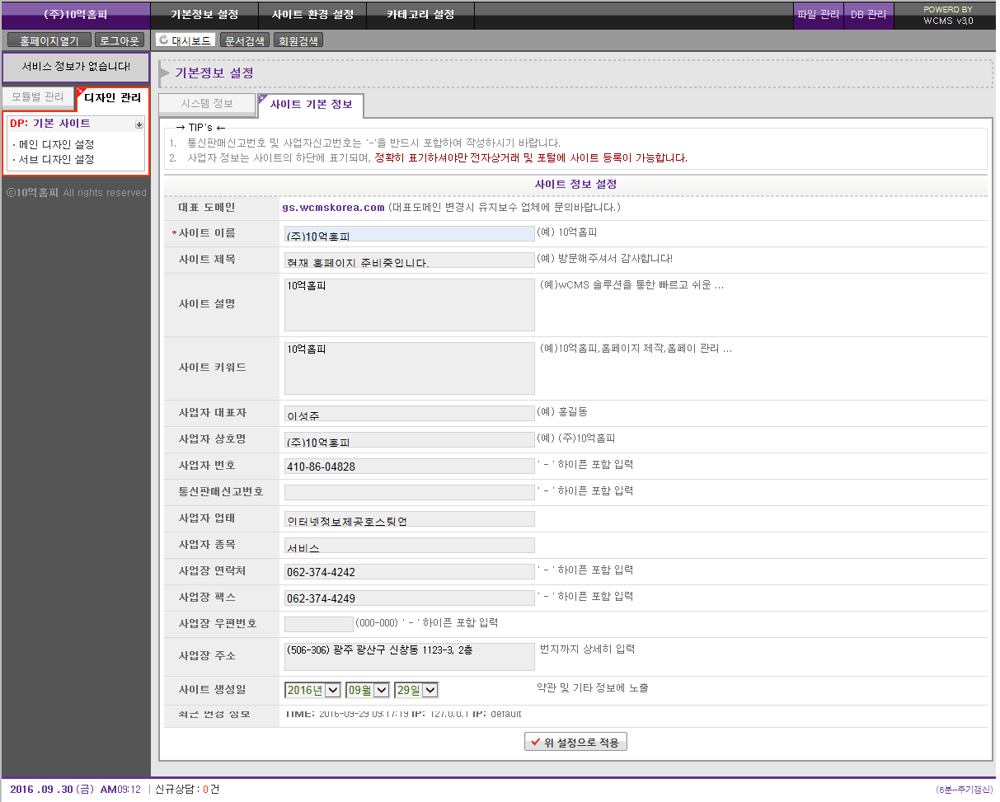 (주)10억홈피 기본정보 설정 사이트 환경 설정 카테고리 설정 파일 관리 DB 관리 POWERD BY
WCMS v3.0
홈페이지열기 로그아웃 대시보드 문서검색 회원검색
서비스 정보가 없습니다!
기본정보 설정
모듈별 관리 디자인 관리
시스템 정보 사이트 기본 정보
DP: 기본 사이트
· 메인 디자인 설정
· 서브 디자인 설정
ⓒ10억홈피 All rights reserved
→ TIP's ←
1. 통신판매신고번호 및 사업자신고번호는 '-'을 반드시 포함하여 작성하시기 바랍니다.
2. 사업자 정보는 사이트의 하단에 표기되며, 정확히 표기하셔야만 전자상거래 및 포털에 사이트 등록이 가능합니다.
사이트 정보 설정
대표 도메인 gs.wcmskorea.com (대표도메인 변경시 유지보수 업체에 문의바랍니다.)
*사이트 이름 (주)10억홈피 (예) 10억홈피
사이트 제목 현재 홈페이지 준비중입니다. (예) 방문해주셔서 감사합니다!
사이트 설명 10억홈피 (예)wCMS 솔루션을 통한 빠르고 쉬운 ...
사이트 키워드 10억홈피 (예)10억홈피,홈페이지 제작,홈페이 관리 ...
사업자 대표자 이성준 (예) 홍길동
사업자 상호명 (주)10억홈피 (예) (주)10억홈피
사업자 번호 410-86-04828 ' - ' 하이픈 포함 입력
통신판매신고번호 ' - ' 하이픈 포함 입력
사업자 업태 인터넷정보제공호스팅업
사업자 종목 서비스
사업장 연락처 062-374-4242 ' - ' 하이픈 포함 입력
사업장 팩스 062-374-4249 ' - ' 하이픈 포함 입력
사업장 우편번호 (000-000) ' - ' 하이픈 포함 입력
사업장 주소 (506-306) 광주 광산구 신창동 1123-3, 2층 번지까지 상세히 입력
사이트 생성일 2016년 09월 29일 약관 및 기타 정보에 노출
최근 변경 정보 TIME: 2016-09-29 09:17:19 IP: 127.0.0.1 IP: default
위 설정으로 적용
2016 .09 .30 (금) AM09:12 | 신규상담 : 0 건 (6분-주기갱신)